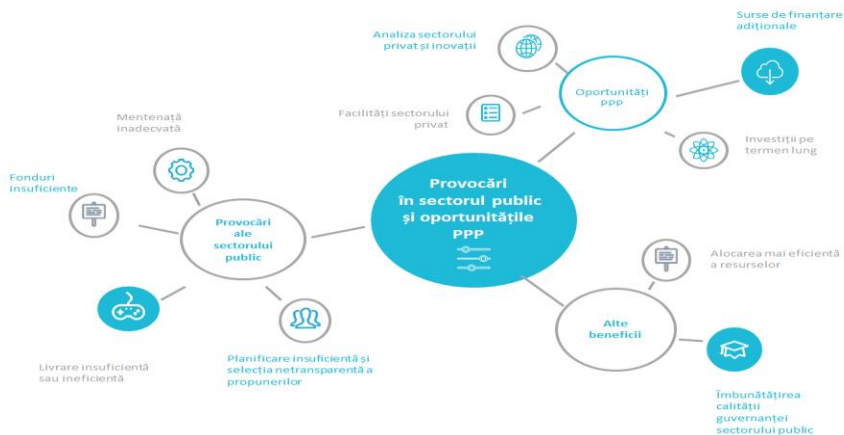 Surse de finanțare
adiționale
Analiza sectorului
privat și inovații
Oportunități
PPP
Facilități sectorului
privat
Investiții pe
termen lung
Mentenață
inadecvată
Fonduri
insuficiente
Provocări
ale
sectorului
public
Provocări
în sectorul public
și oportunitățile
PPP
Livrare insuficientă
sau ineficientă
Planificare insuficientă și
selecția netransparentă a
propunerilor
Alocarea mai eficientă
a resurselor
Alte
beneficii
Îmbunătățirea
calității
guvernanței
sectorului public